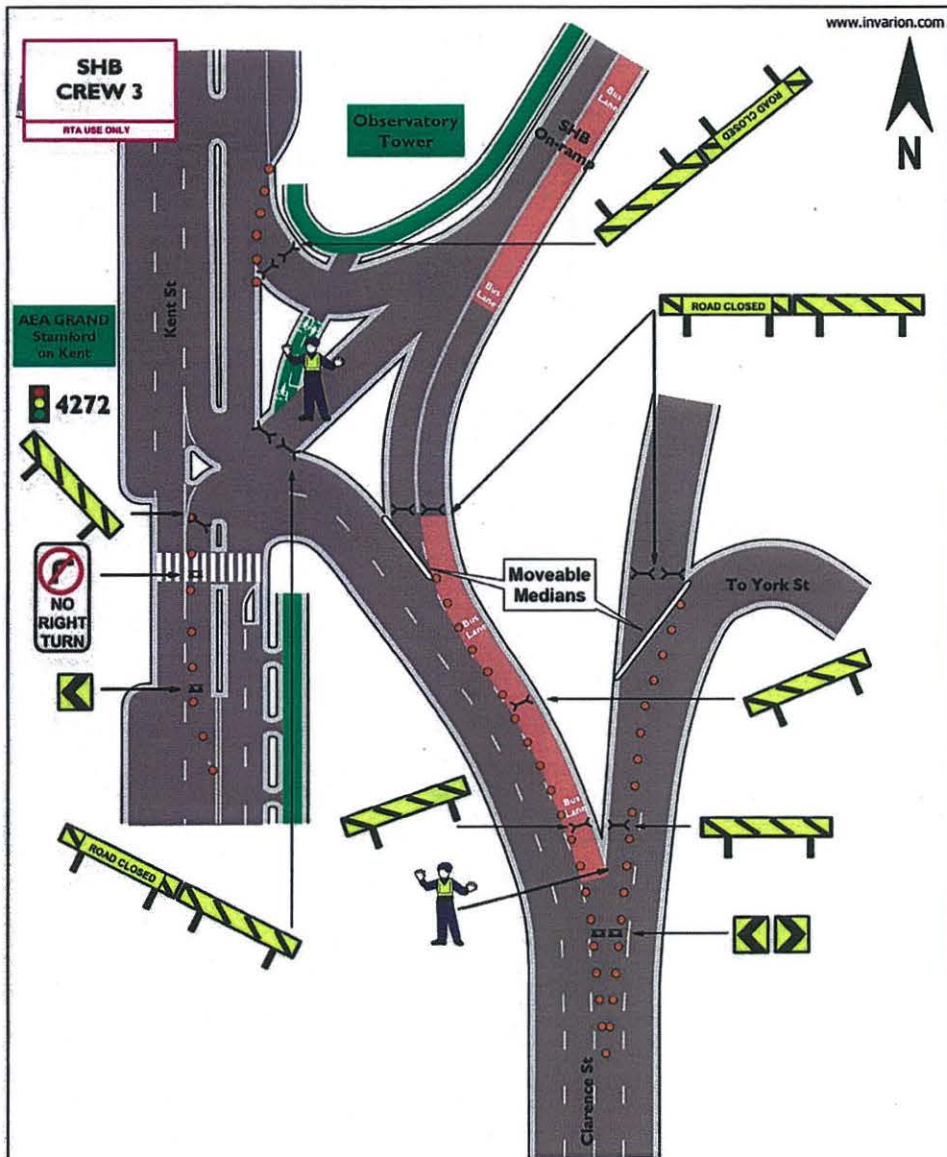 www.invarion.com
SHB
CREW 3
RTA USE ONLY
Observatory
Tower
Bus
Lane
SHB
On-ramp
ROAD CLOSED
N
Bus
Lane
ROAD CLOSED
Kent St
AEA GRAND
Stamford
on Kent
4272
NO
RIGHT
TURN
Moveable
Medians
To York St
Bus
Lane
Bus
Lane
ROAD CLOSED
Clarence St